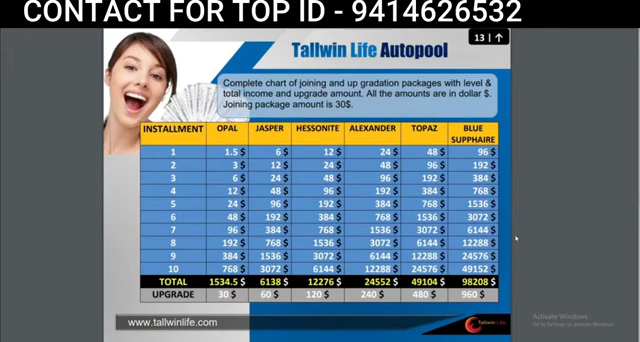 CONTACT FOR TOP ID - 9414626532
13 | ↑
Tallwin Life Autopool
Complete chart of joining and up gradation packages with level &
total income and upgrade amount. All the amounts are in dollar $.
Joining package amount is 30$.
INSTALLMENT OPAL JASPER HESSONITE ALEXANDER TOPAZ BLUE
SUPPHAIRE
1 1.5 $ 6 $ 12 $ 24 $ 48 $ 96 $
2 3 $ 12 $ 24 $ 48 $ 96 $ 192 $
3 6 $ 24 $ 48 $ 96 $ 192 $ 384 $
4 12 $ 48 $ 96 $ 192 $ 384 $ 768 $
5 24 $ 96 $ 192 $ 384 $ 768 $ 1536 $
6 48 $ 192 $ 384 $ 768 $ 1536 $ 3072 $
7 96 $ 384 $ 768 $ 1536 $ 3072 $ 6144 $
8 192 $ 768 $ 1536 $ 3072 $ 6144 $ 12288 $
9 384 $ 1536 $ 3072 $ 6144 $ 12288 $ 24576 $
10 768 $ 3072 $ 6144 $ 12288 $ 24576 $ 49152 $
TOTAL 1534.5 $ 6138 $ 12276 $ 24552 $ 49104 $ 98208 $
UPGRADE 30 $ 60 $ 120 $ 240 $ 480 $ 960 $
www.tallwinlife.com
Tallwin Life
Activate Windows
Go to Settings to activate Windows.